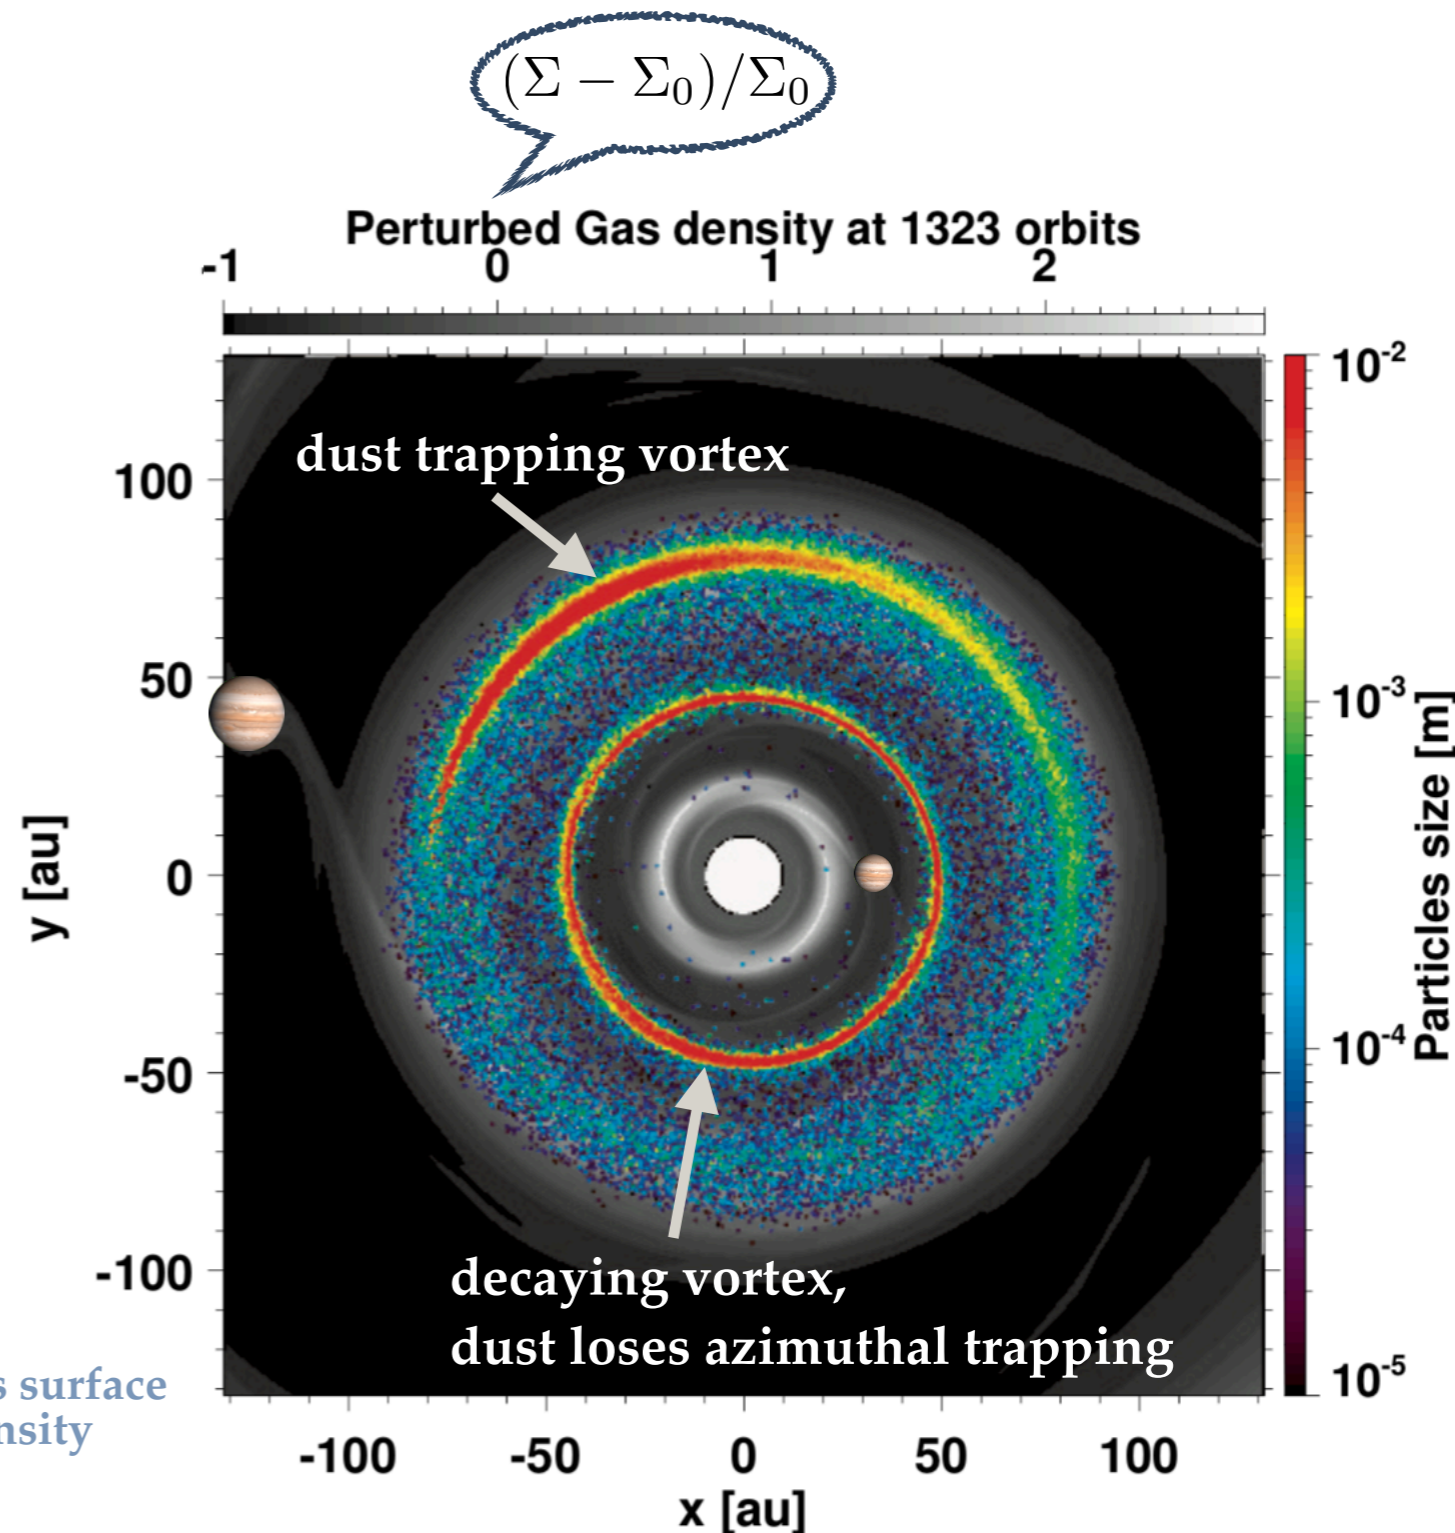 (Σ − Σ₀)/Σ₀
Perturbed Gas density at 1323 orbits
-1 0 1 2
dust trapping vortex
decaying vortex,
dust loses azimuthal trapping
100
50
0
-50
-100
y [au]
-100 -50 0 50 100
x [au]
10⁻²
10⁻³
10⁻⁴
10⁻⁵
Particles size [m]
surface